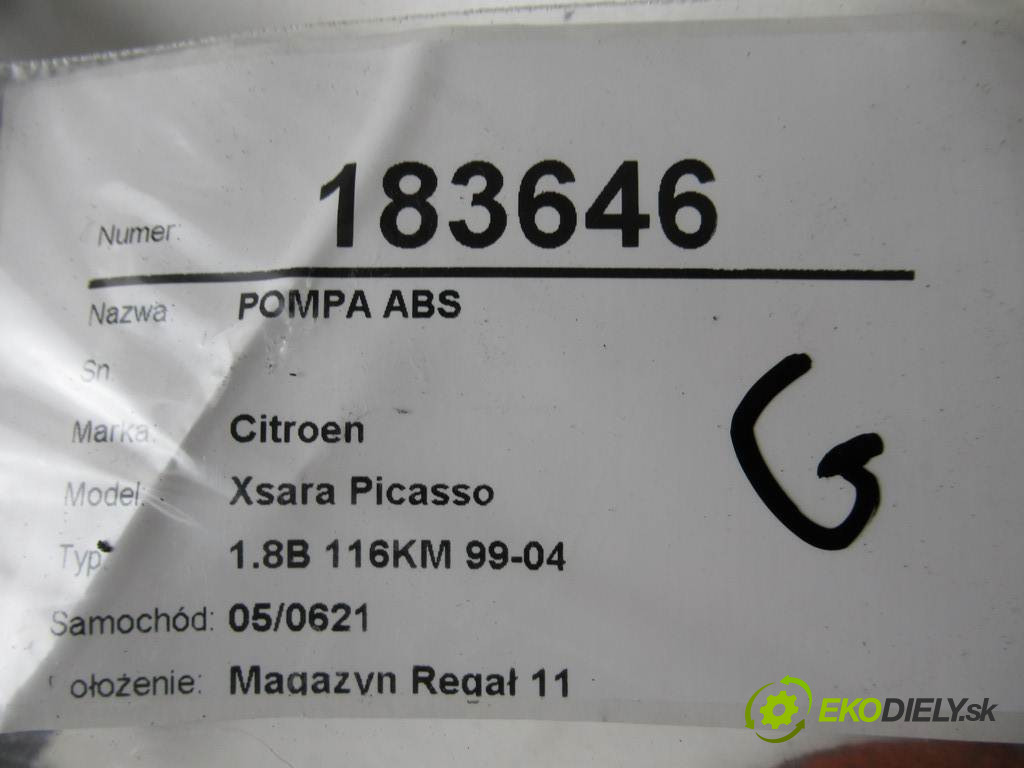 Numer: 183646
Nazwa: POMPA ABS
Sn
Marka: Citroen
Model: Xsara Picasso
Typ: 1.8B 116KM 99-04
Samochód: 05/0621
ołożenie: Magazyn Regał 11
G
EKODIELY.sk